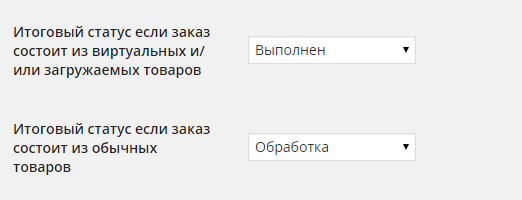 Итоговый статус если заказ
состоит из виртуальных и/
или загружаемых товаров
Выполнен
Итоговый статус если заказ
состоит из обычных
товаров
Обработка